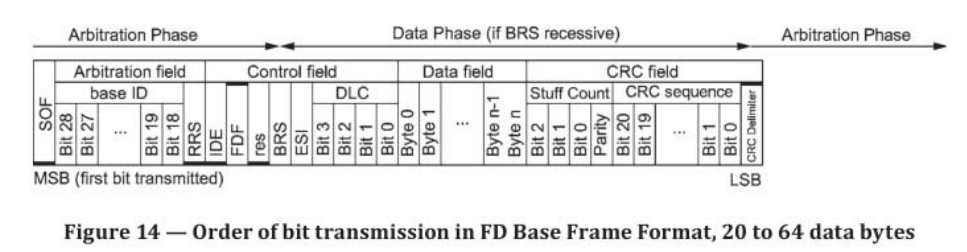 Arbitration Phase Data Phase (if BRS recessive) Arbitration Phase
Arbitration field Control field Data field CRC field
base ID DLC Stuff Count CRC sequence
SOF Bit 28 Bit 27 ... Bit 19 Bit 18 RRS IDE FDF res BRS ESI Bit 3 Bit 2 Bit 1 Bit 0 Byte 0 Byte 1 ... Byte n-1 Byte n Bit 2 Bit 1 Bit 0 Parity Bit 20 Bit 19 ... Bit 1 Bit 0 CRC Delimiter
MSB (first bit transmitted) LSB
Figure 14 — Order of bit transmission in FD Base Frame Format, 20 to 64 data bytes